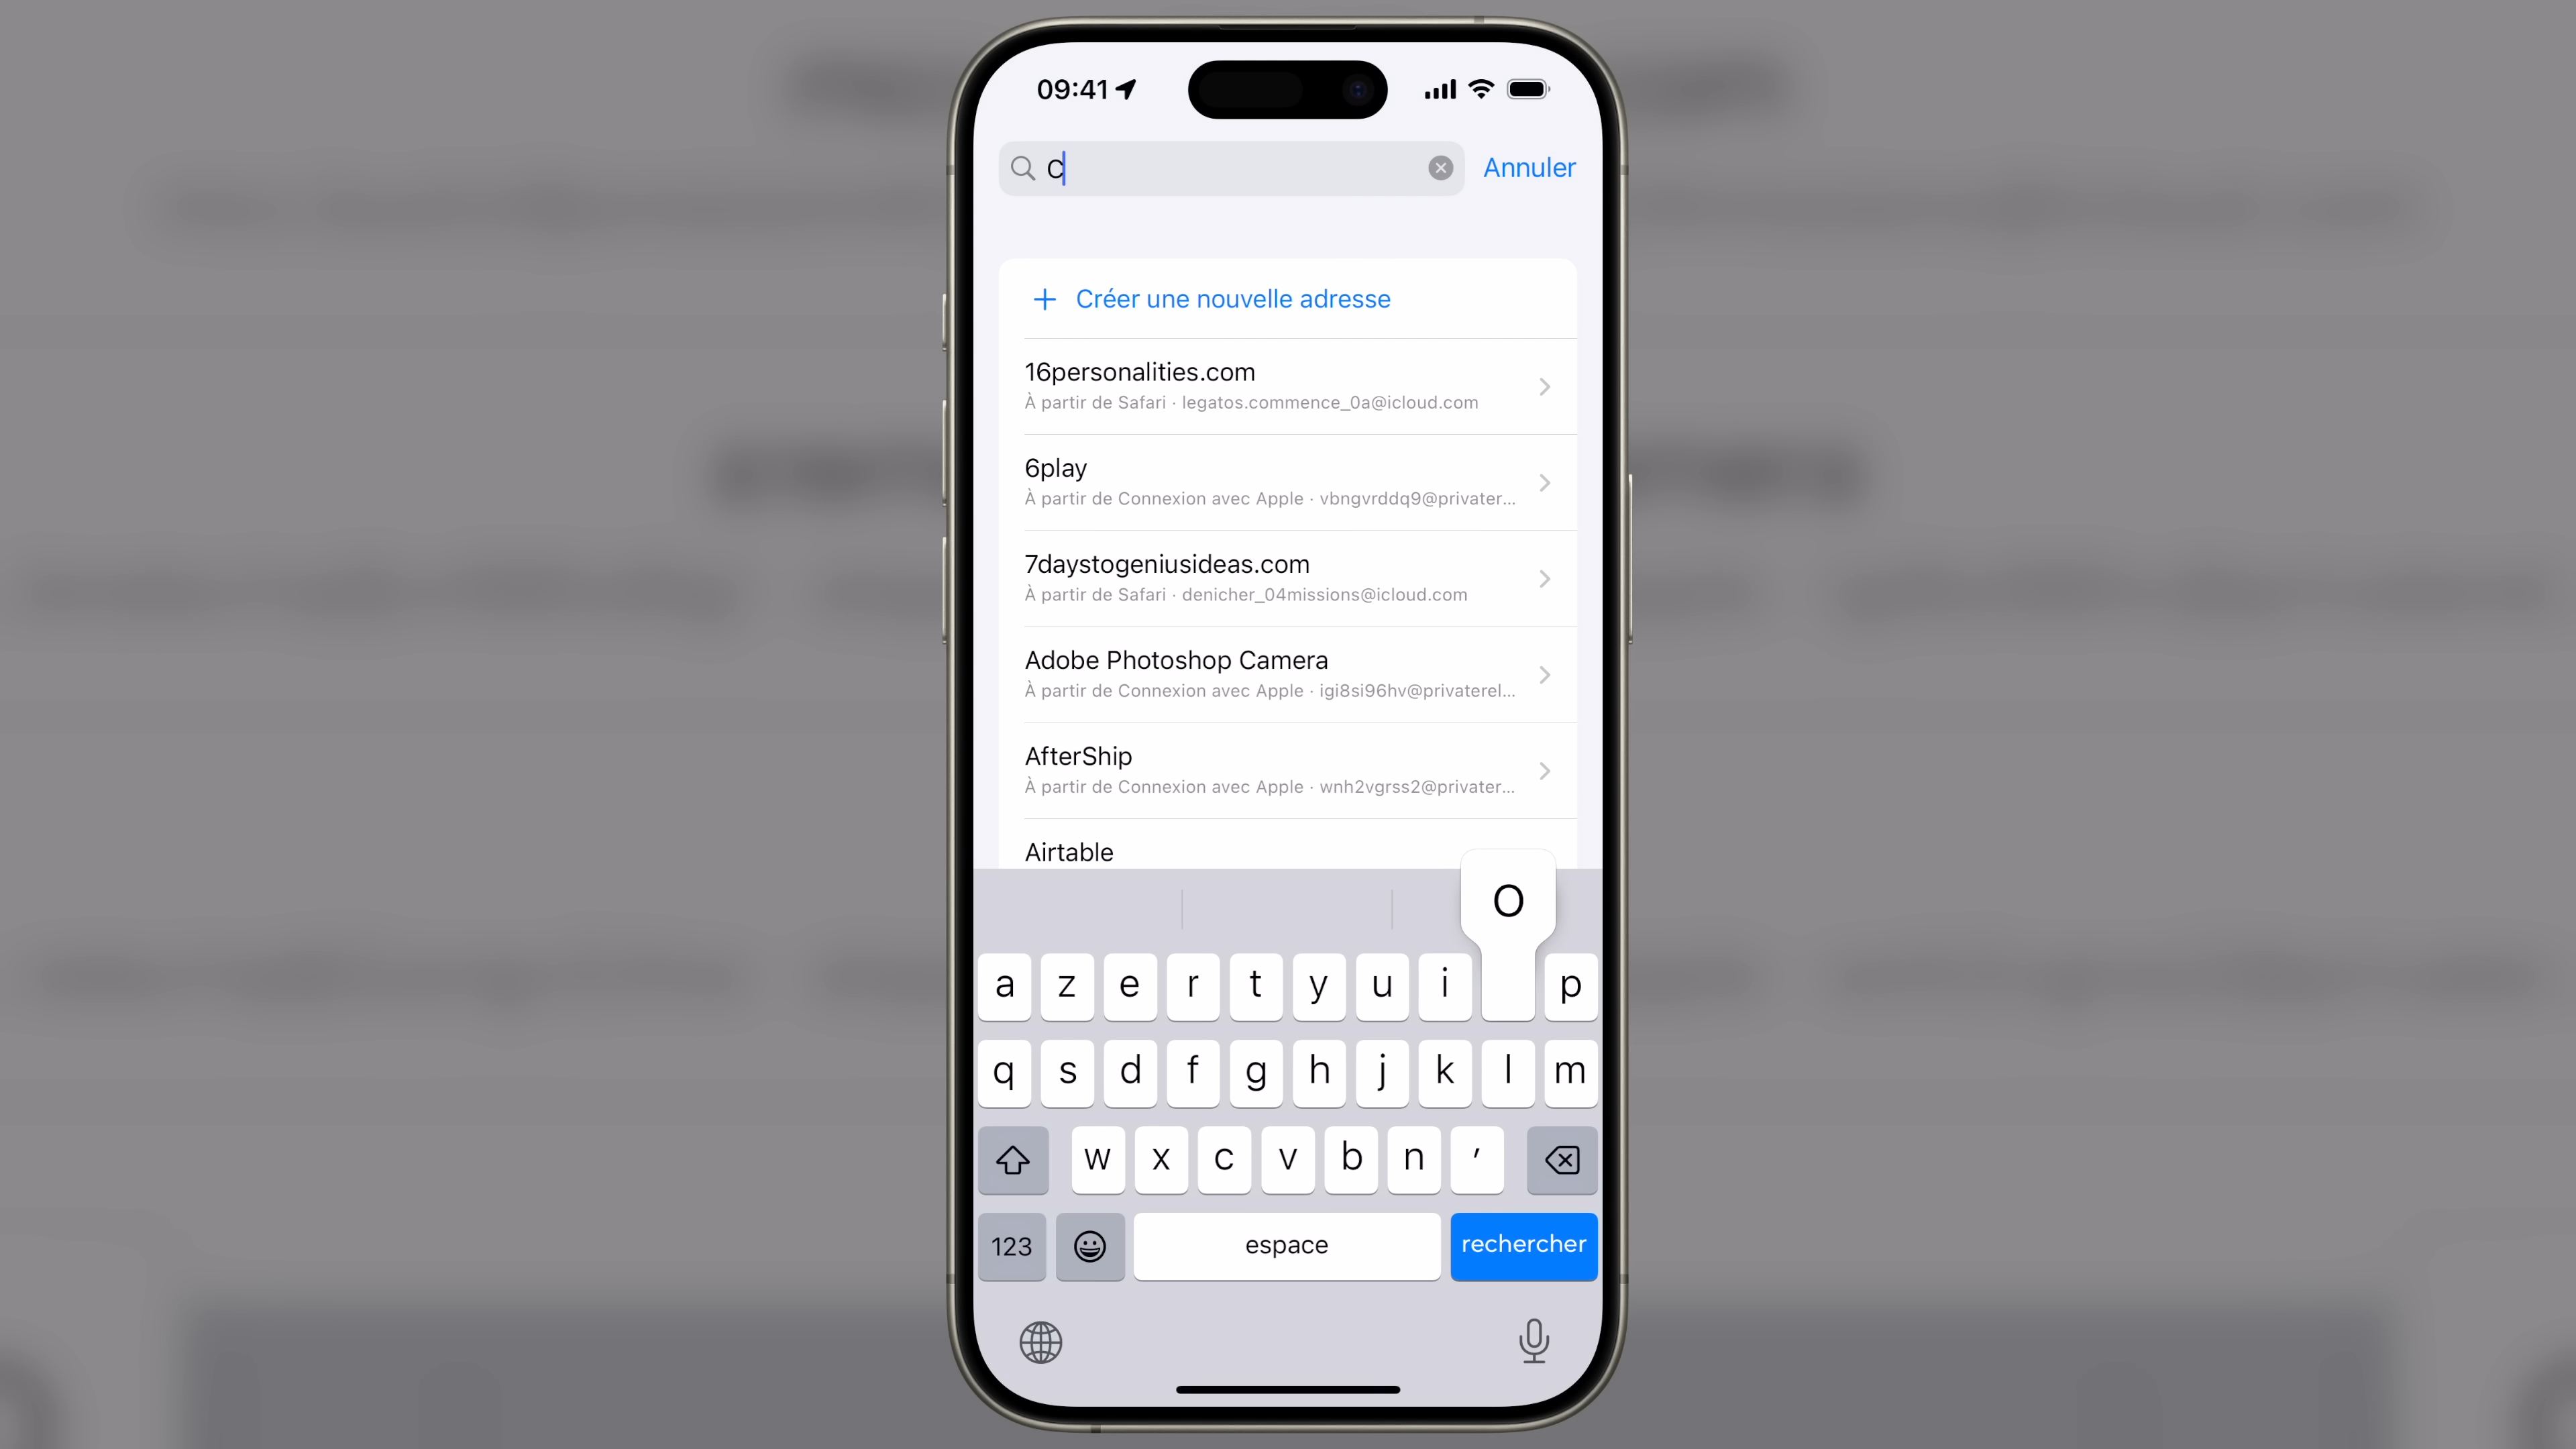 09:41
C
Annuler
Créer une nouvelle adresse
16personalities.com
À partir de Safari · legatos.commence_0a@icloud.com
6play
À partir de Connexion avec Apple · vbngvrddq9@privater...
7daystogeniusideas.com
À partir de Safari · denicher_04missions@icloud.com
Adobe Photoshop Camera
À partir de Connexion avec Apple · igi8si96hv@privaterel...
AfterShip
À partir de Connexion avec Apple · wnh2vgrss2@privater...
Airtable
O
a z e r t y u i p
q s d f g h j k l m
w x c v b n ′
123 espace rechercher